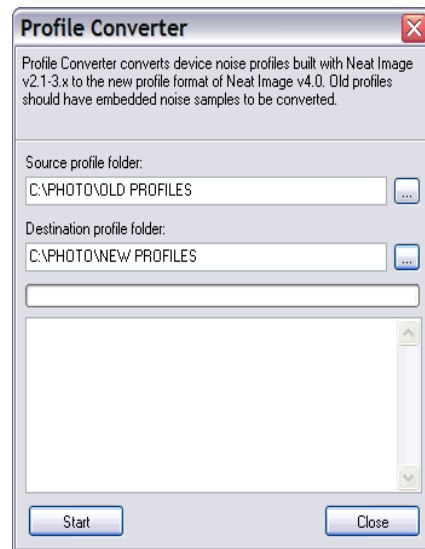 Profile Converter
Profile Converter converts device noise profiles built with Neat Image
v2.1-3.x to the new profile format of Neat Image v4.0. Old profiles
should have embedded noise samples to be converted.
Source profile folder:
C:\PHOTO\OLD PROFILES
...
Destination profile folder:
C:\PHOTO\NEW PROFILES
...
Start Close